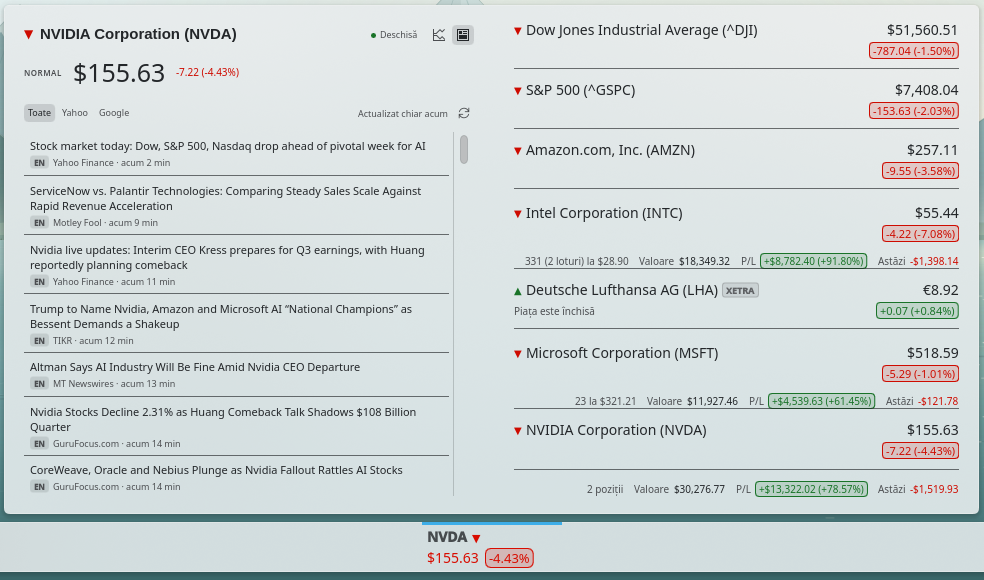 ▼ NVIDIA Corporation (NVDA)
● Deschisă
NORMAL $155.63 -7.22 (-4.43%)
Toate Yahoo Google
Actualizat chiar acum
Stock market today: Dow, S&P 500, Nasdaq drop ahead of pivotal week for AI
EN Yahoo Finance · acum 2 min
ServiceNow vs. Palantir Technologies: Comparing Steady Sales Scale Against
Rapid Revenue Acceleration
EN Motley Fool · acum 9 min
Nvidia live updates: Interim CEO Kress prepares for Q3 earnings, with Huang
reportedly planning comeback
EN Yahoo Finance · acum 11 min
Trump to Name Nvidia, Amazon and Microsoft AI “National Champions” as
Bessent Demands a Shakeup
EN TIKR · acum 12 min
Altman Says AI Industry Will Be Fine Amid Nvidia CEO Departure
EN MT Newswires · acum 13 min
Nvidia Stocks Decline 2.31% as Huang Comeback Talk Shadows $108 Billion
Quarter
EN GuruFocus.com · acum 14 min
CoreWeave, Oracle and Nebius Plunge as Nvidia Fallout Rattles AI Stocks
EN GuruFocus.com · acum 14 min
▼ Dow Jones Industrial Average (^DJI) $51,560.51
-787.04 (-1.50%)
▼ S&P 500 (^GSPC) $7,408.04
-153.63 (-2.03%)
▼ Amazon.com, Inc. (AMZN) $257.11
-9.55 (-3.58%)
▼ Intel Corporation (INTC) $55.44
-4.22 (-7.08%)
331 (2 loturi) la $28.90 Valoare $18,349.32 P/L +$8,782.40 (+91.80%) Astăzi -$1,398.14
▲ Deutsche Lufthansa AG (LHA) XETRA €8.92
Piața este închisă +0.07 (+0.84%)
▼ Microsoft Corporation (MSFT) $518.59
-5.29 (-1.01%)
23 la $321.21 Valoare $11,927.46 P/L +$4,539.63 (+61.45%) Astăzi -$121.78
▼ NVIDIA Corporation (NVDA) $155.63
-7.22 (-4.43%)
2 poziții Valoare $30,276.77 P/L +$13,322.02 (+78.57%) Astăzi -$1,519.93
NVDA ▼
$155.63 -4.43%